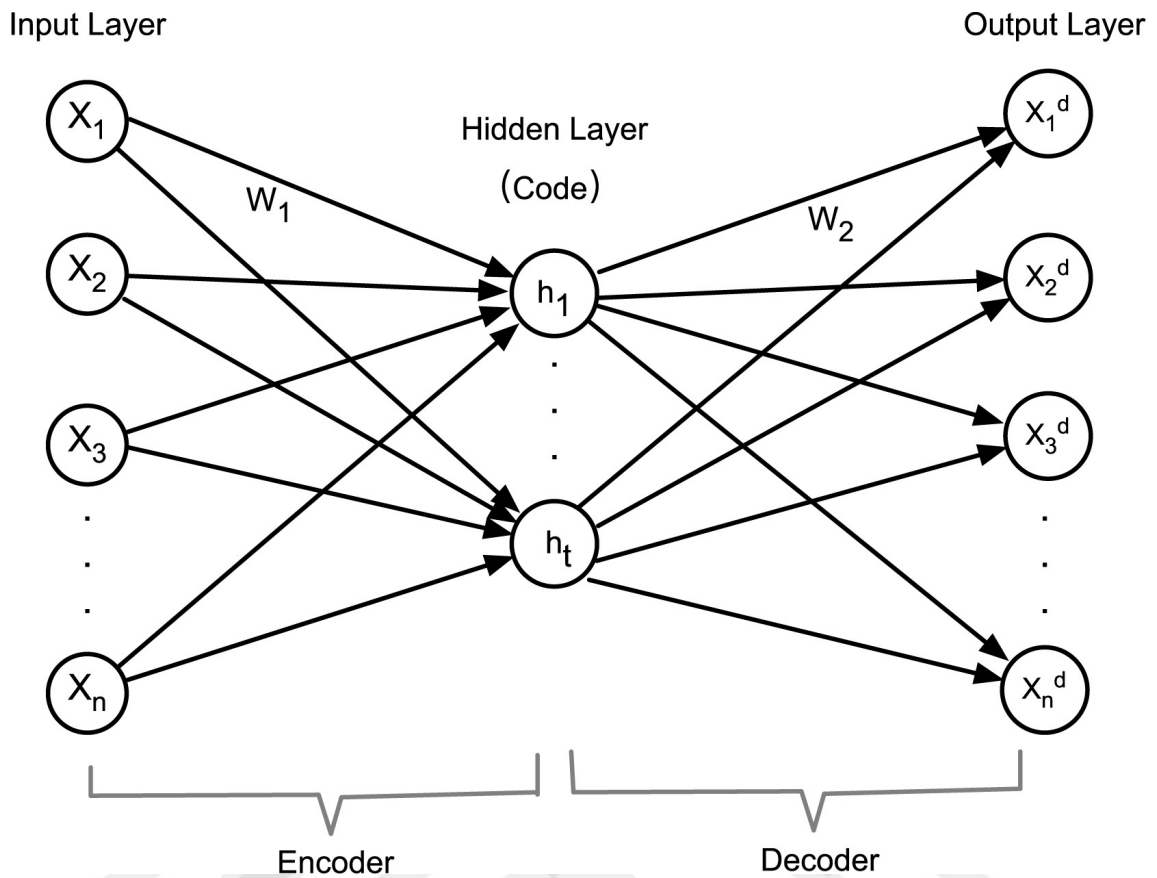 Input Layer
Output Layer
X₁
X₁ᵈ
Hidden Layer
(Code)
W₁
W₂
X₂
X₂ᵈ
h₁
X₃
X₃ᵈ
.
.
.
hₜ
.
.
.
.
.
.
Xₙ
Xₙᵈ
Encoder
Decoder